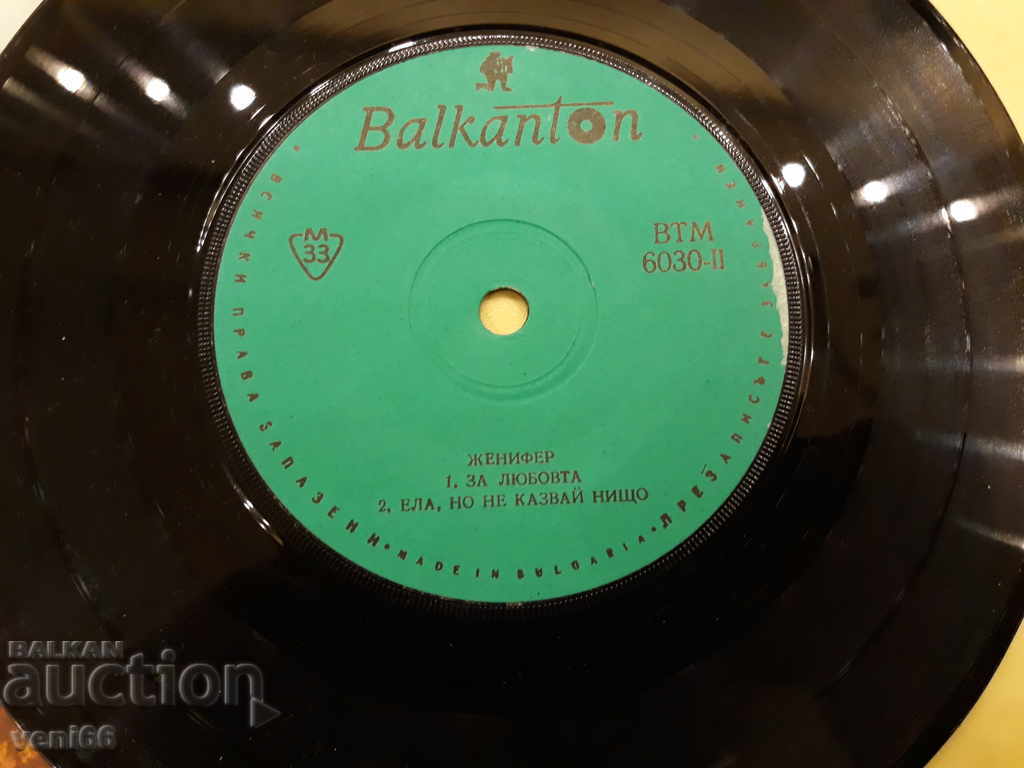 Balkanton
М
33
ВТМ
6030-II
ЖЕНИФЕР
1. ЗА ЛЮБОВТА
2, ЕЛА, НО НЕ КАЗВАЙ НИЩО
• ВСИЧКИ ПРАВА ЗАПАЗЕНИ • MADE IN BULGARIA • ПРЕЗАПИСЪТ Е ЗАБРАНЕН •
BALKAN
auction
veni66